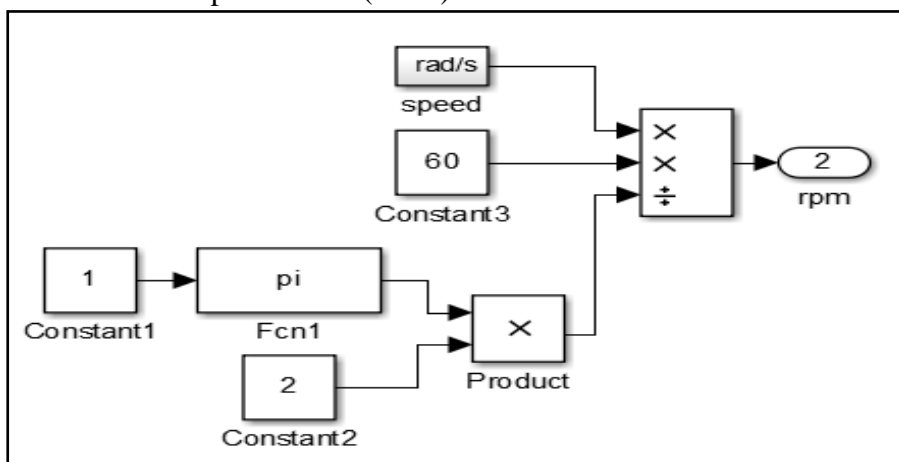 rad/s
speed
60
Constant3
×
×
÷
2
rpm
1
Constant1
pi
Fcn1
2
Constant2
×
Product